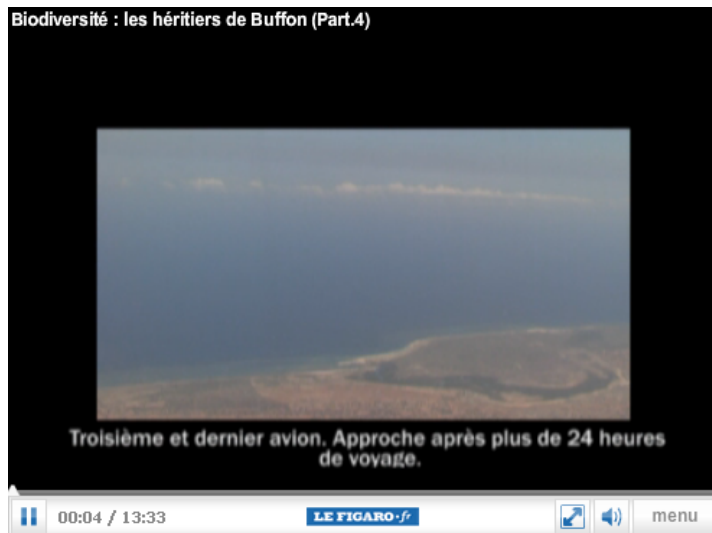 Biodiversité : les héritiers de Buffon (Part.4)
Troisième et dernier avion. Approche après plus de 24 heures
de voyage.
00:04 / 13:33
LE FIGARO·fr
menu